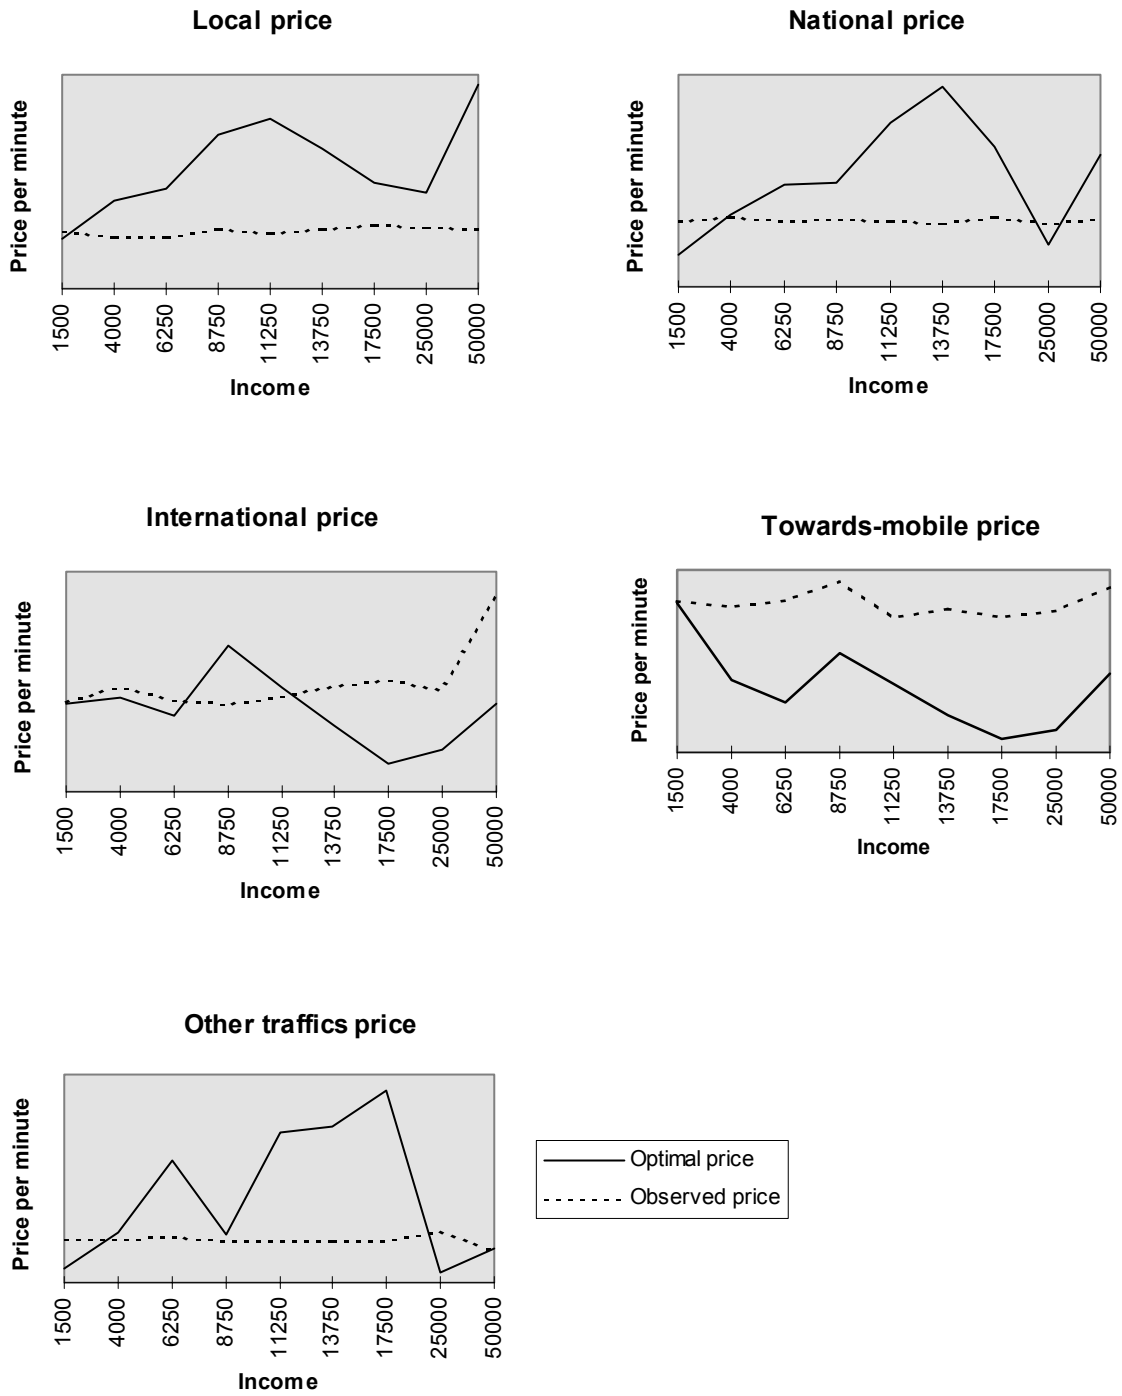 Local price
Price per minute
1500
4000
6250
8750
11250
13750
17500
25000
50000
Income
National price
Price per minute
1500
4000
6250
8750
11250
13750
17500
25000
50000
Income
International price
Price per minute
1500
4000
6250
8750
11250
13750
17500
25000
50000
Income
Towards-mobile price
Price per minute
1500
4000
6250
8750
11250
13750
17500
25000
50000
Income
Other traffics price
Price per minute
1500
4000
6250
8750
11250
13750
17500
25000
50000
Income
Optimal price
Observed price